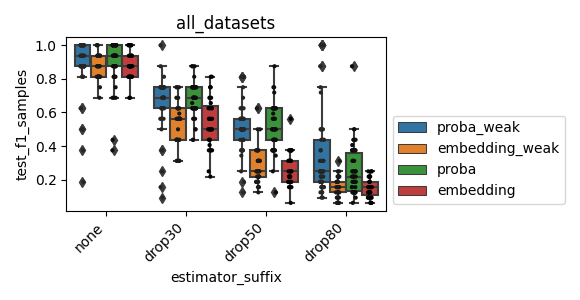 all_datasets
test_f1_samples
1.0
0.8
0.6
0.4
0.2
none
drop30
drop50
drop80
estimator_suffix
proba_weak
embedding_weak
proba
embedding